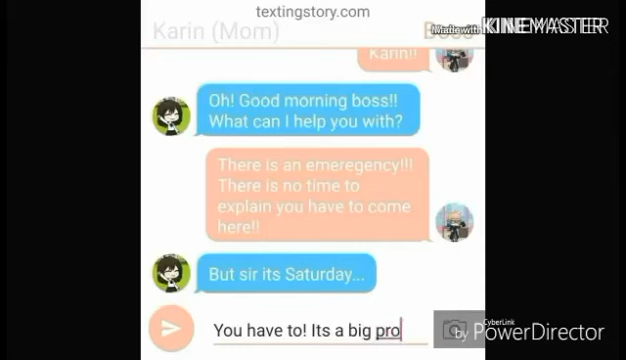 textingstory.com
Karin (Mom)
Made with KINEMASTER
Karin!!
Oh! Good morning boss!!
What can I help you with?
There is an emeregency!!!
There is no time to
explain you have to come
here!!
But sir its Saturday...
You have to! Its a big pro
by CyberLink
PowerDirector